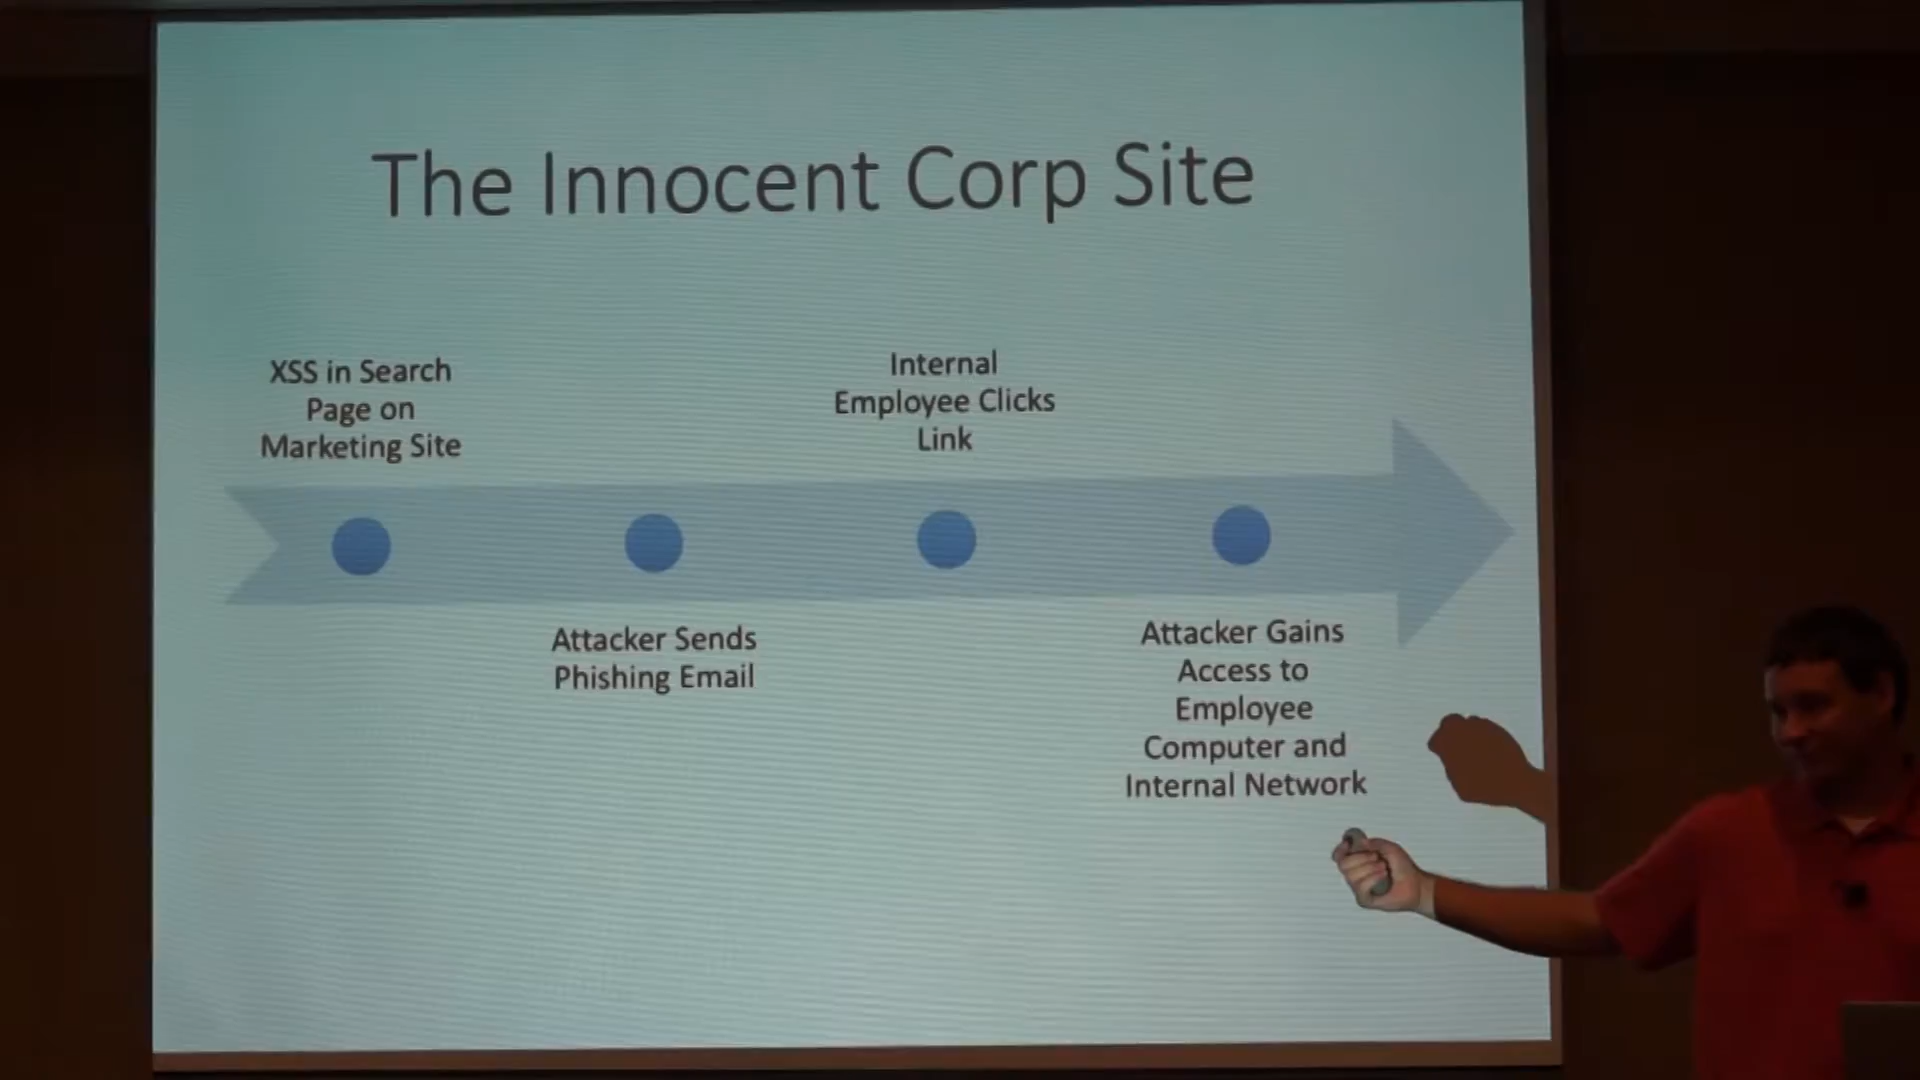 The Innocent Corp Site
XSS in Search
Page on
Marketing Site
Attacker Sends
Phishing Email
Internal
Employee Clicks
Link
Attacker Gains
Access to
Employee
Computer and
Internal Network